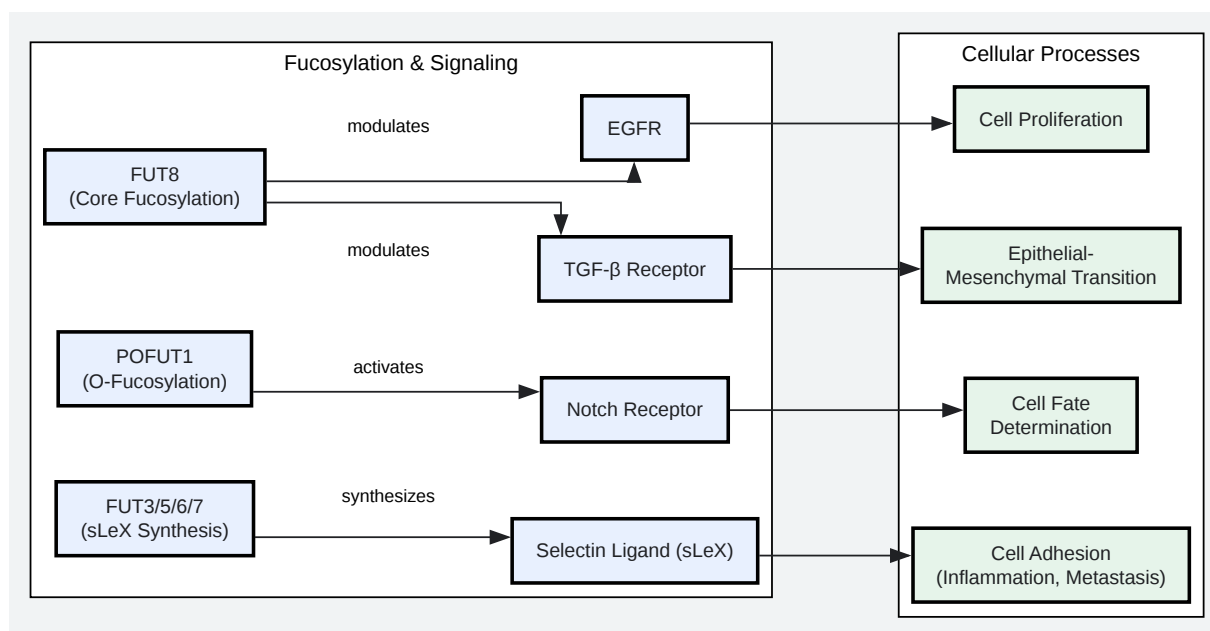 Fucosylation & Signaling
modulates
EGFR
FUT8
(Core Fucosylation)
modulates
TGF-β Receptor
POFUT1
(O-Fucosylation)
activates
Notch Receptor
FUT3/5/6/7
(sLeX Synthesis)
synthesizes
Selectin Ligand (sLeX)
Cellular Processes
Cell Proliferation
Epithelial-
Mesenchymal Transition
Cell Fate
Determination
Cell Adhesion
(Inflammation, Metastasis)